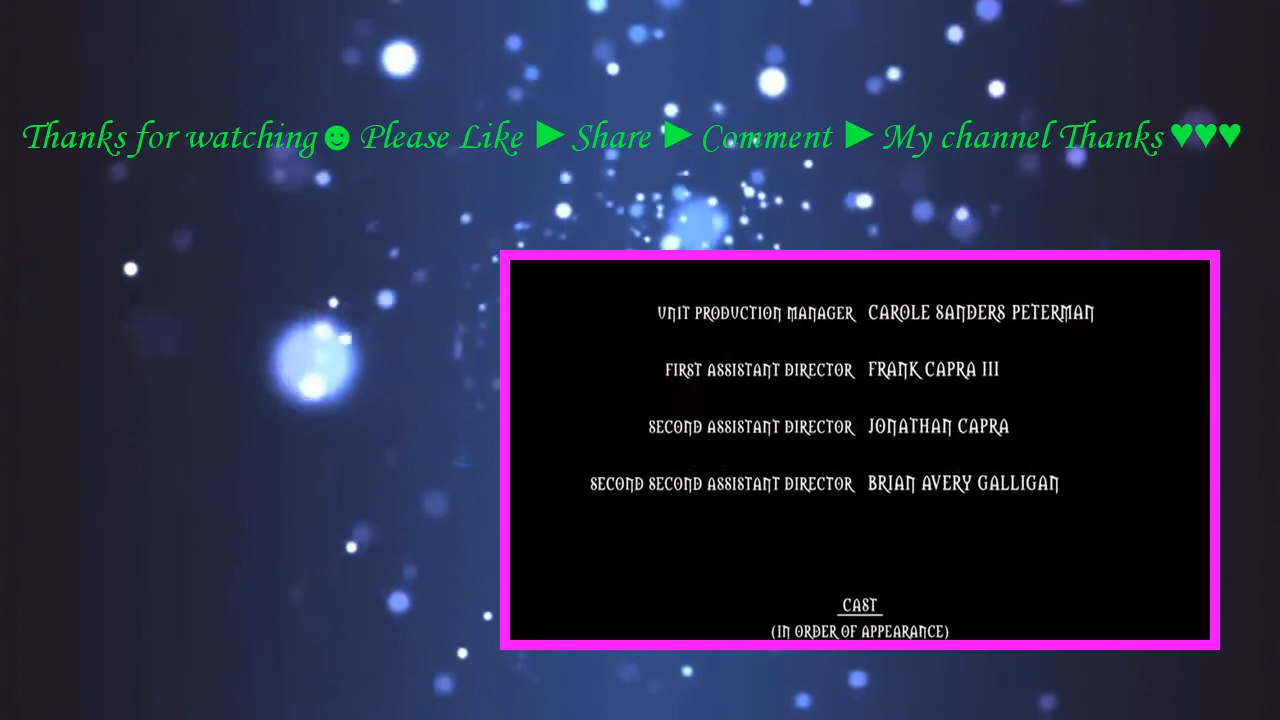 Thanks for watching☻Please Like ►Share ►Comment ►My channel Thanks♥♥♥
UNIT PRODUCTION MANAGER CAROLE SANDERS PETERMAN
FIRST ASSISTANT DIRECTOR FRANK CAPRA III
SECOND ASSISTANT DIRECTOR JONATHAN CAPRA
SECOND SECOND ASSISTANT DIRECTOR BRIAN AVERY GALLIGAN
CAST
(IN ORDER OF APPEARANCE)